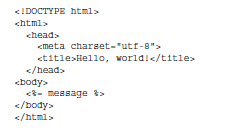 <!DOCTYPE html>
<html>
<head>
<meta charset="utf-8">
<title>Hello, world!</title>
</head>
<body>
<%= message %>
</body>
</html>